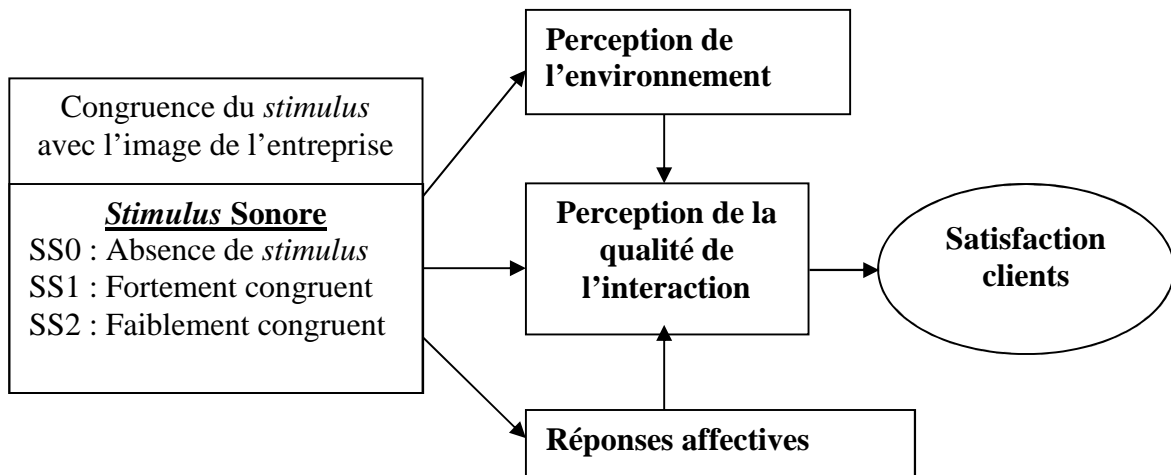 Congruence du stimulus
avec l’image de l’entreprise
Stimulus Sonore
SS0 : Absence de stimulus
SS1 : Fortement congruent
SS2 : Faiblement congruent
Perception de
l’environnement
Perception de la
qualité de
l’interaction
Réponses affectives
Satisfaction
clients